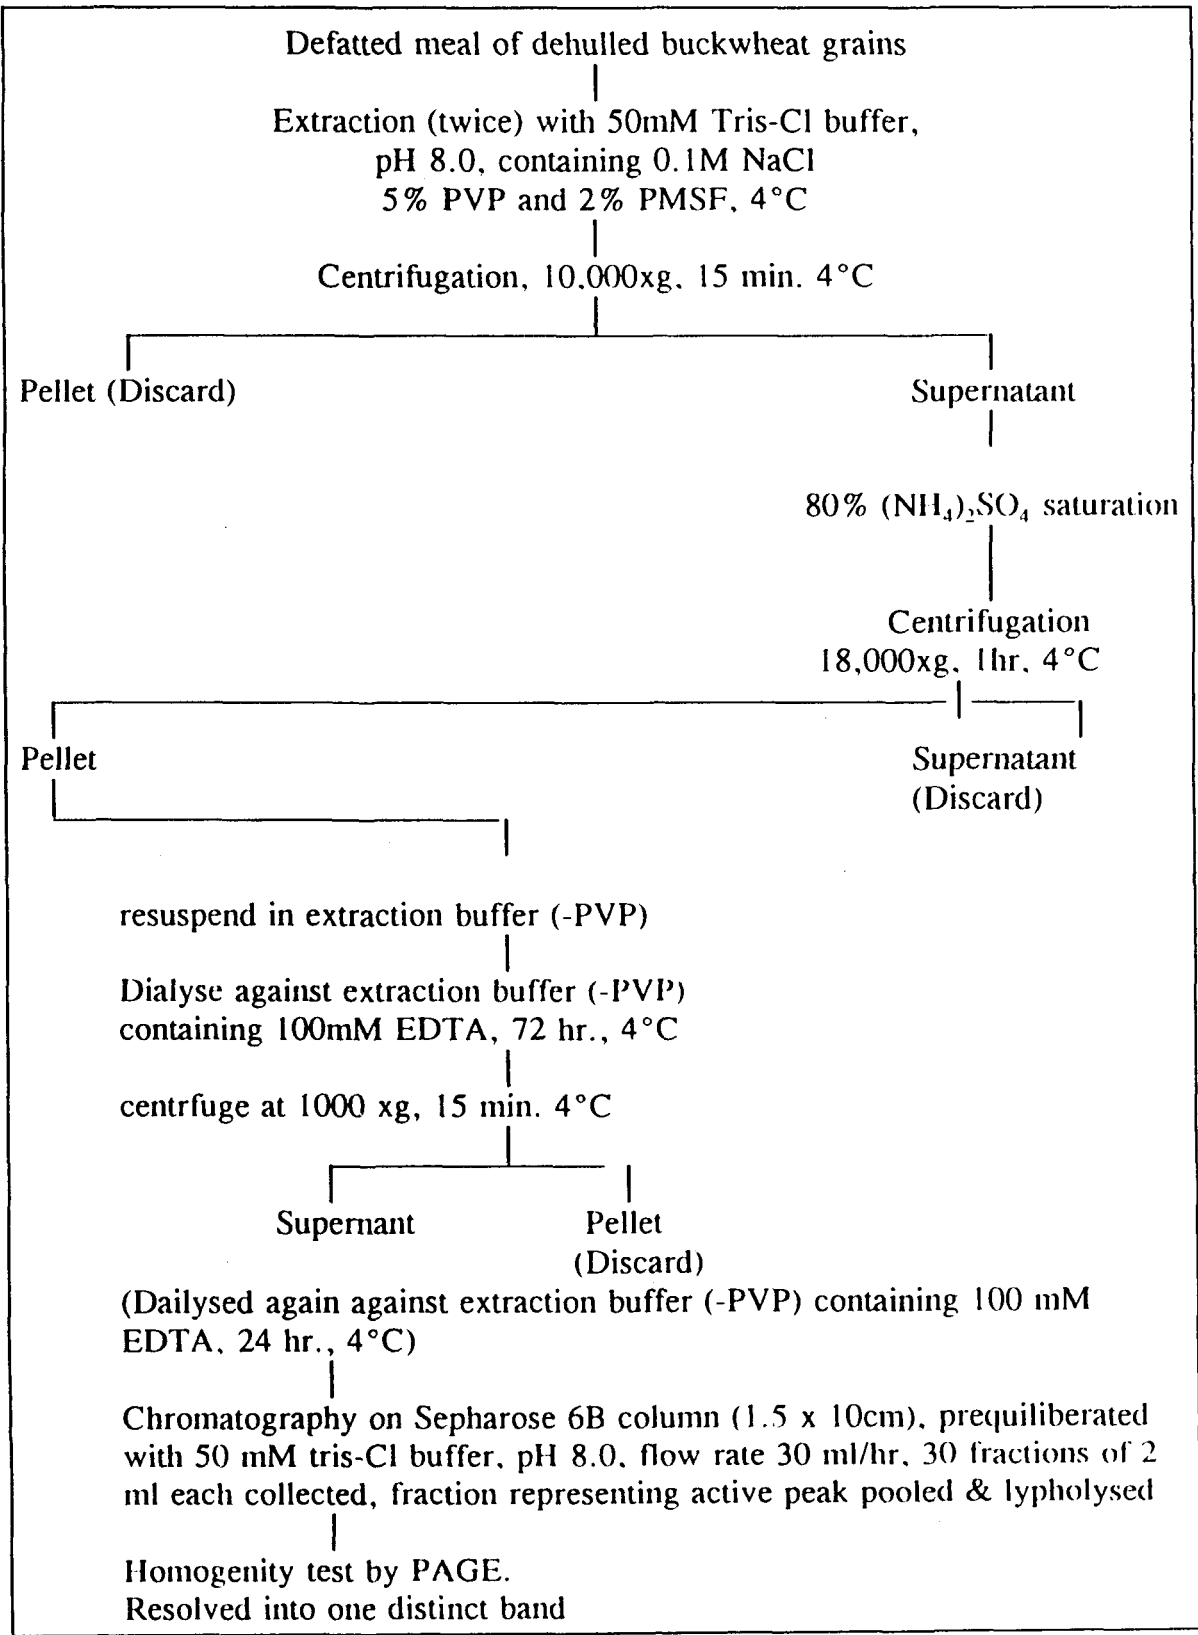 Defatted meal of dehulled buckwheat grains
Extraction (twice) with 50mM Tris-Cl buffer,
pH 8.0, containing 0.1M NaCl
5% PVP and 2% PMSF, 4°C
Centrifugation, 10,000xg, 15 min. 4°C
Pellet (Discard)
Supernatant
80% (NH₄)₂SO₄ saturation
Centrifugation
18,000xg, 1hr, 4°C
Pellet
Supernatant
(Discard)
resuspend in extraction buffer (-PVP)
Dialyse against extraction buffer (-PVP)
containing 100mM EDTA, 72 hr., 4°C
centrfuge at 1000 xg, 15 min. 4°C
Supernant
Pellet
(Discard)
(Dailysed again against extraction buffer (-PVP) containing 100 mM
EDTA, 24 hr., 4°C)
Chromatography on Sepharose 6B column (1.5 x 10cm), prequiliberated
with 50 mM tris-Cl buffer, pH 8.0, flow rate 30 ml/hr, 30 fractions of 2
ml each collected, fraction representing active peak pooled & lypholysed
Homogenity test by PAGE.
Resolved into one distinct band